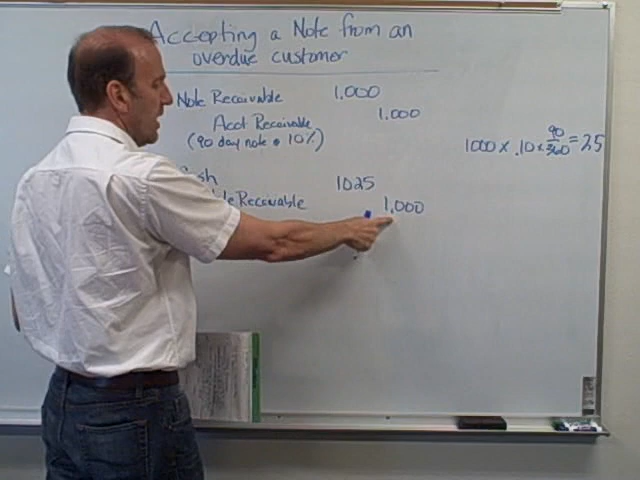 Accepting a Note from an
overdue customer
Note Receivable 1,000
Acct Receivable 1,000
(90 day note @ 10%)
1000 x .10 x 90/360 = 25
1025
Receivable 1,000